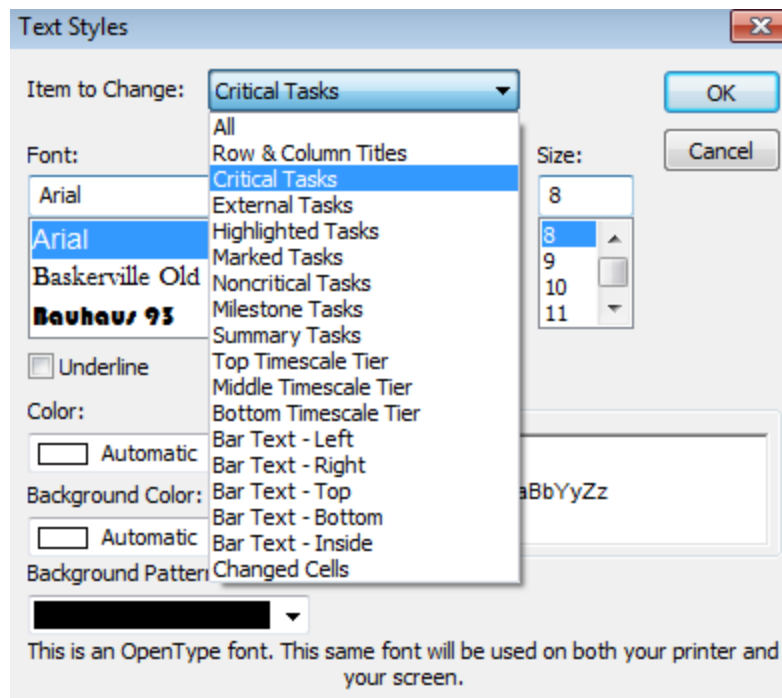 Text Styles
Item to Change: Critical Tasks OK
All
Font: Row & Column Titles Size: Cancel
Critical Tasks
Arial External Tasks 8
Highlighted Tasks
Arial Marked Tasks 8
Baskerville Old Noncritical Tasks 9
Milestone Tasks 10
Bauhaus 93 Summary Tasks 11
Underline Top Timescale Tier
Middle Timescale Tier
Color: Bottom Timescale Tier
Automatic Bar Text - Left
Bar Text - Right
Background Color: Bar Text - Top aBbYyZz
Automatic Bar Text - Bottom
Bar Text - Inside
Background Changed Cells
This is an OpenType font. This same font will be used on both your printer and
your screen.